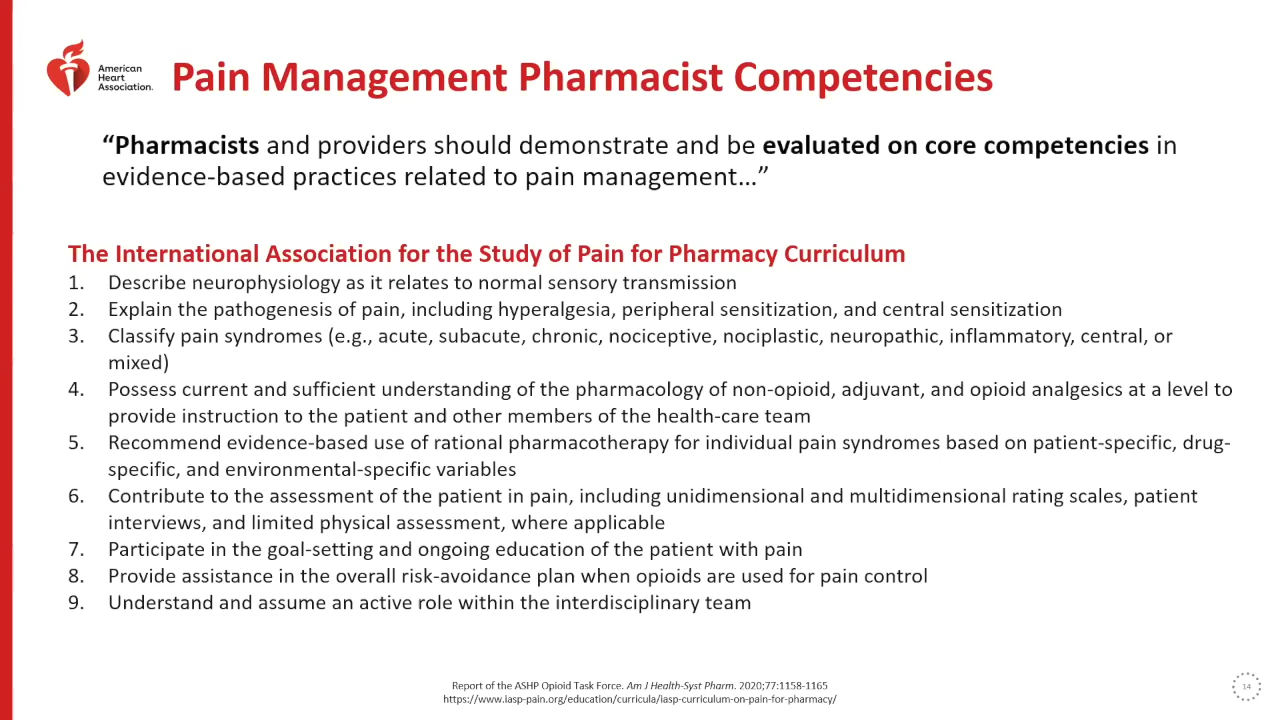 American
Heart
Association.
Pain Management Pharmacist Competencies
“Pharmacists and providers should demonstrate and be evaluated on core competencies in
evidence-based practices related to pain management…”
The International Association for the Study of Pain for Pharmacy Curriculum
1. Describe neurophysiology as it relates to normal sensory transmission
2. Explain the pathogenesis of pain, including hyperalgesia, peripheral sensitization, and central sensitization
3. Classify pain syndromes (e.g., acute, subacute, chronic, nociceptive, nociplastic, neuropathic, inflammatory, central, or
mixed)
4. Possess current and sufficient understanding of the pharmacology of non-opioid, adjuvant, and opioid analgesics at a level to
provide instruction to the patient and other members of the health-care team
5. Recommend evidence-based use of rational pharmacotherapy for individual pain syndromes based on patient-specific, drug-
specific, and environmental-specific variables
6. Contribute to the assessment of the patient in pain, including unidimensional and multidimensional rating scales, patient
interviews, and limited physical assessment, where applicable
7. Participate in the goal-setting and ongoing education of the patient with pain
8. Provide assistance in the overall risk-avoidance plan when opioids are used for pain control
9. Understand and assume an active role within the interdisciplinary team
Report of the ASHP Opioid Task Force. Am J Health-Syst Pharm. 2020;77:1158-1165
https://www.iasp-pain.org/education/curricula/iasp-curriculum-on-pain-for-pharmacy/
14